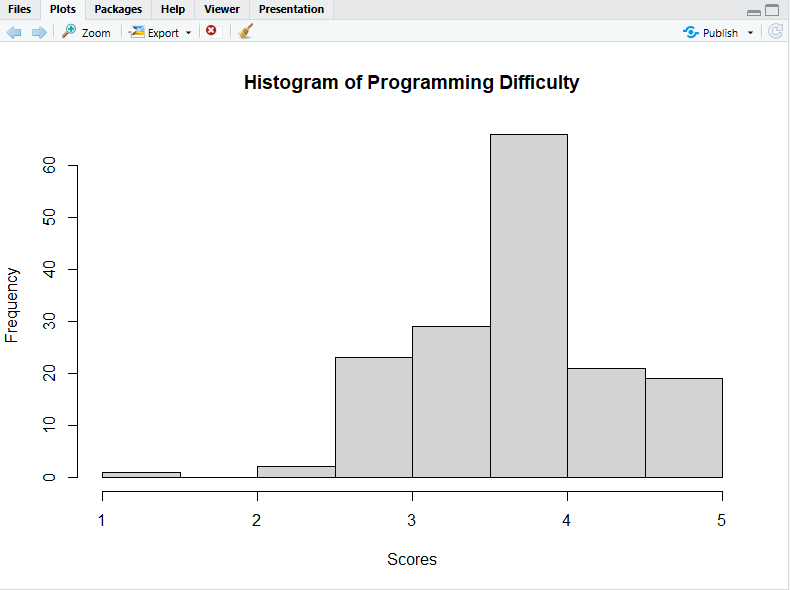 Files Plots Packages Help Viewer Presentation
Zoom Export Publish
Histogram of Programming Difficulty
60
50
40
30
20
10
0
Frequency
1 2 3 4 5
Scores